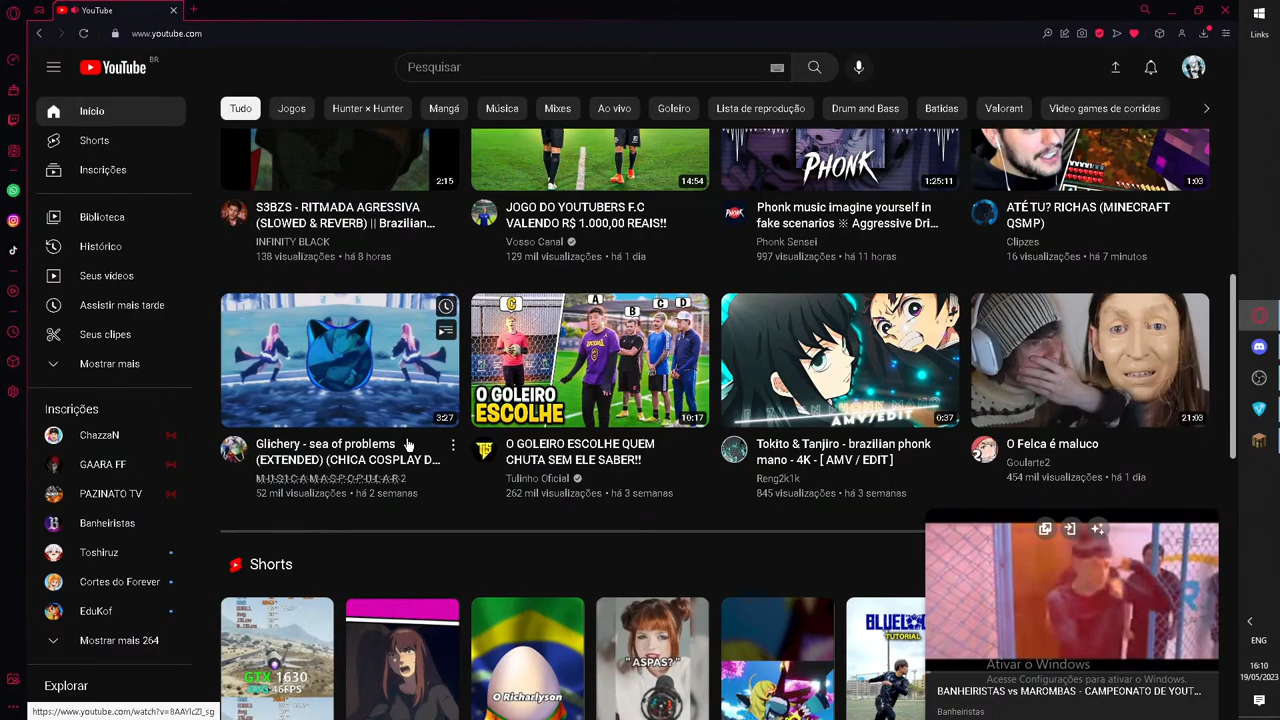 YouTube
www.youtube.com
Links
YouTube BR
Pesquisar
Início
Shorts
Inscrições
Biblioteca
Histórico
Seus vídeos
Assistir mais tarde
Seus clipes
Mostrar mais
Inscrições
ChazzaN
GAARA FF
PAZINATO TV
Banheiristas
Toshiruz
Cortes do Forever
EduKof
Mostrar mais 264
Explorar
Tudo Jogos Hunter × Hunter Mangá Música Mixes Ao vivo Goleiro Lista de reprodução Drum and Bass Batidas Valorant Video games de corridas
2:15
S3BZS - RITMADA AGRESSIVA
(SLOWED & REVERB) || Brazilian...
INFINITY BLACK
138 visualizações • há 8 horas
14:54
JOGO DO YOUTUBERS F.C
VALENDO R$ 1.000,00 REAIS!!
Vosso Canal
129 mil visualizações • há 1 dia
PHONK
1:25:11
PHONK
Phonk music imagine yourself in
fake scenarios ※ Aggressive Dri...
Phonk Sensei
997 visualizações • há 11 horas
1:03
ATÉ TU? RICHAS (MINECRAFT
QSMP)
Clipzes
16 visualizações • há 7 minutos
3:27
Glichery - sea of problems
(EXTENDED) (CHICA COSPLAY D...
M U S I C A M A S P O P U L A R 2
52 mil visualizações • há 2 semanas
C A B C D
O GOLEIRO
ESCOLHE
10:17
O GOLEIRO ESCOLHE QUEM
CHUTA SEM ELE SABER!!
Tulinho Oficial
262 mil visualizações • há 3 semanas
AMV/EDIT
0:37
Tokito & Tanjiro - brazilian phonk
mano - 4K - [ AMV / EDIT ]
Reng2k1k
845 visualizações • há 3 semanas
21:03
O Felca é maluco
Goularte2
454 mil visualizações • há 1 dia
Shorts
GTX 1630
AVG 46FPS
O Richarlyson
" ASPAS?"
BLUELO
TUTORIAL
Ativar o Windows
Acesse Configurações para ativar o Windows.
BANHEIRISTAS vs MAROMBAS - CAMPEONATO DE YOUT...
Banheiristas
ENG
16:10
19/05/2023
https://www.youtube.com/watch?v=8AAYlcZl_sg